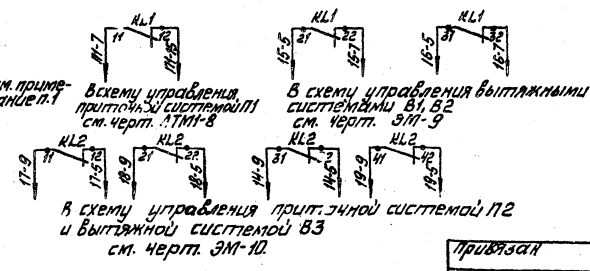 KL1 KL1 KL1
11 12 21 22 31 32
П1-7 П1-15 15-5 15-7 16-5 16-7
см. приме-
чание п.1
В схему управления
приточной системой П1
см. черт. АТМ1-8
В схему управления вытяжными
системами В1, В2
см. черт. ЭМ-9
KL2 KL2 KL2 KL2
11 12 21 22 31 41 42
17-9 17-5 18-9 18-5 14-9 14-5 19-9 19-5
В схему управления приточной системой П2
и вытяжной системой В3
см. черт. ЭМ-10.
Привязан